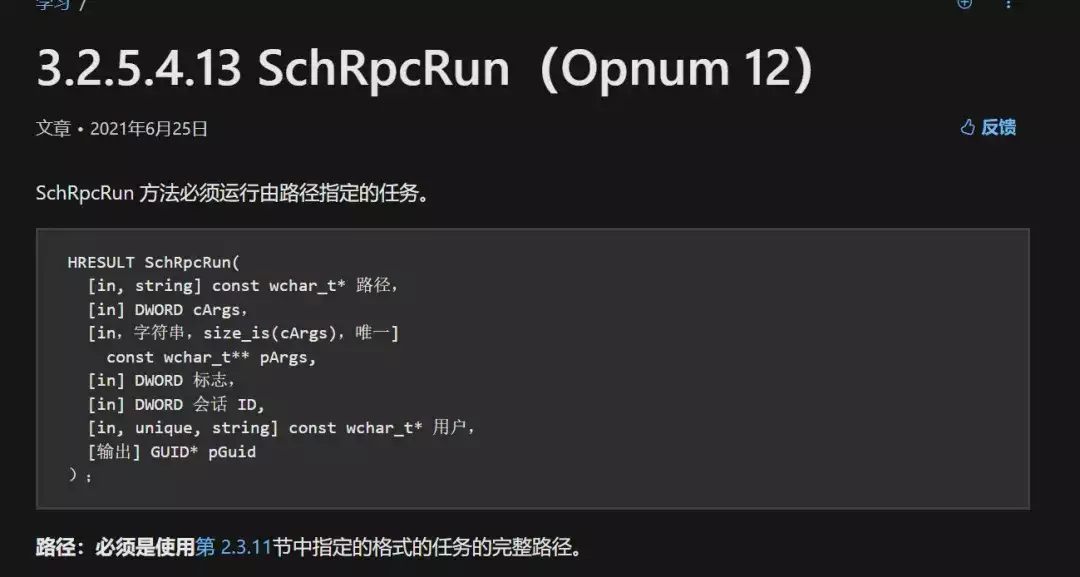 学习 /
3.2.5.4.13 SchRpcRun（Opnum 12）
文章 • 2021年6月25日
反馈
SchRpcRun 方法必须运行由路径指定的任务。
HRESULT SchRpcRun(
[in, string] const wchar_t* 路径，
[in] DWORD cArgs，
[in，字符串，size_is(cArgs)，唯一]
const wchar_t** pArgs,
[in] DWORD 标志，
[in] DWORD 会话 ID，
[in, unique, string] const wchar_t* 用户，
[输出] GUID* pGuid
）；
路径：必须是使用第 2.3.11节中指定的格式的任务的完整路径。